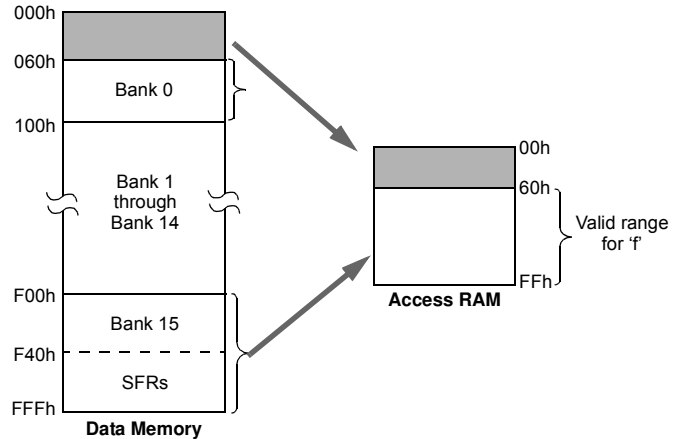 000h
060h
Bank 0
100h
Bank 1
through
Bank 14
F00h
Bank 15
F40h
SFRs
FFFh
Data Memory
00h
60h
Valid range
for ‘f’
FFh
Access RAM